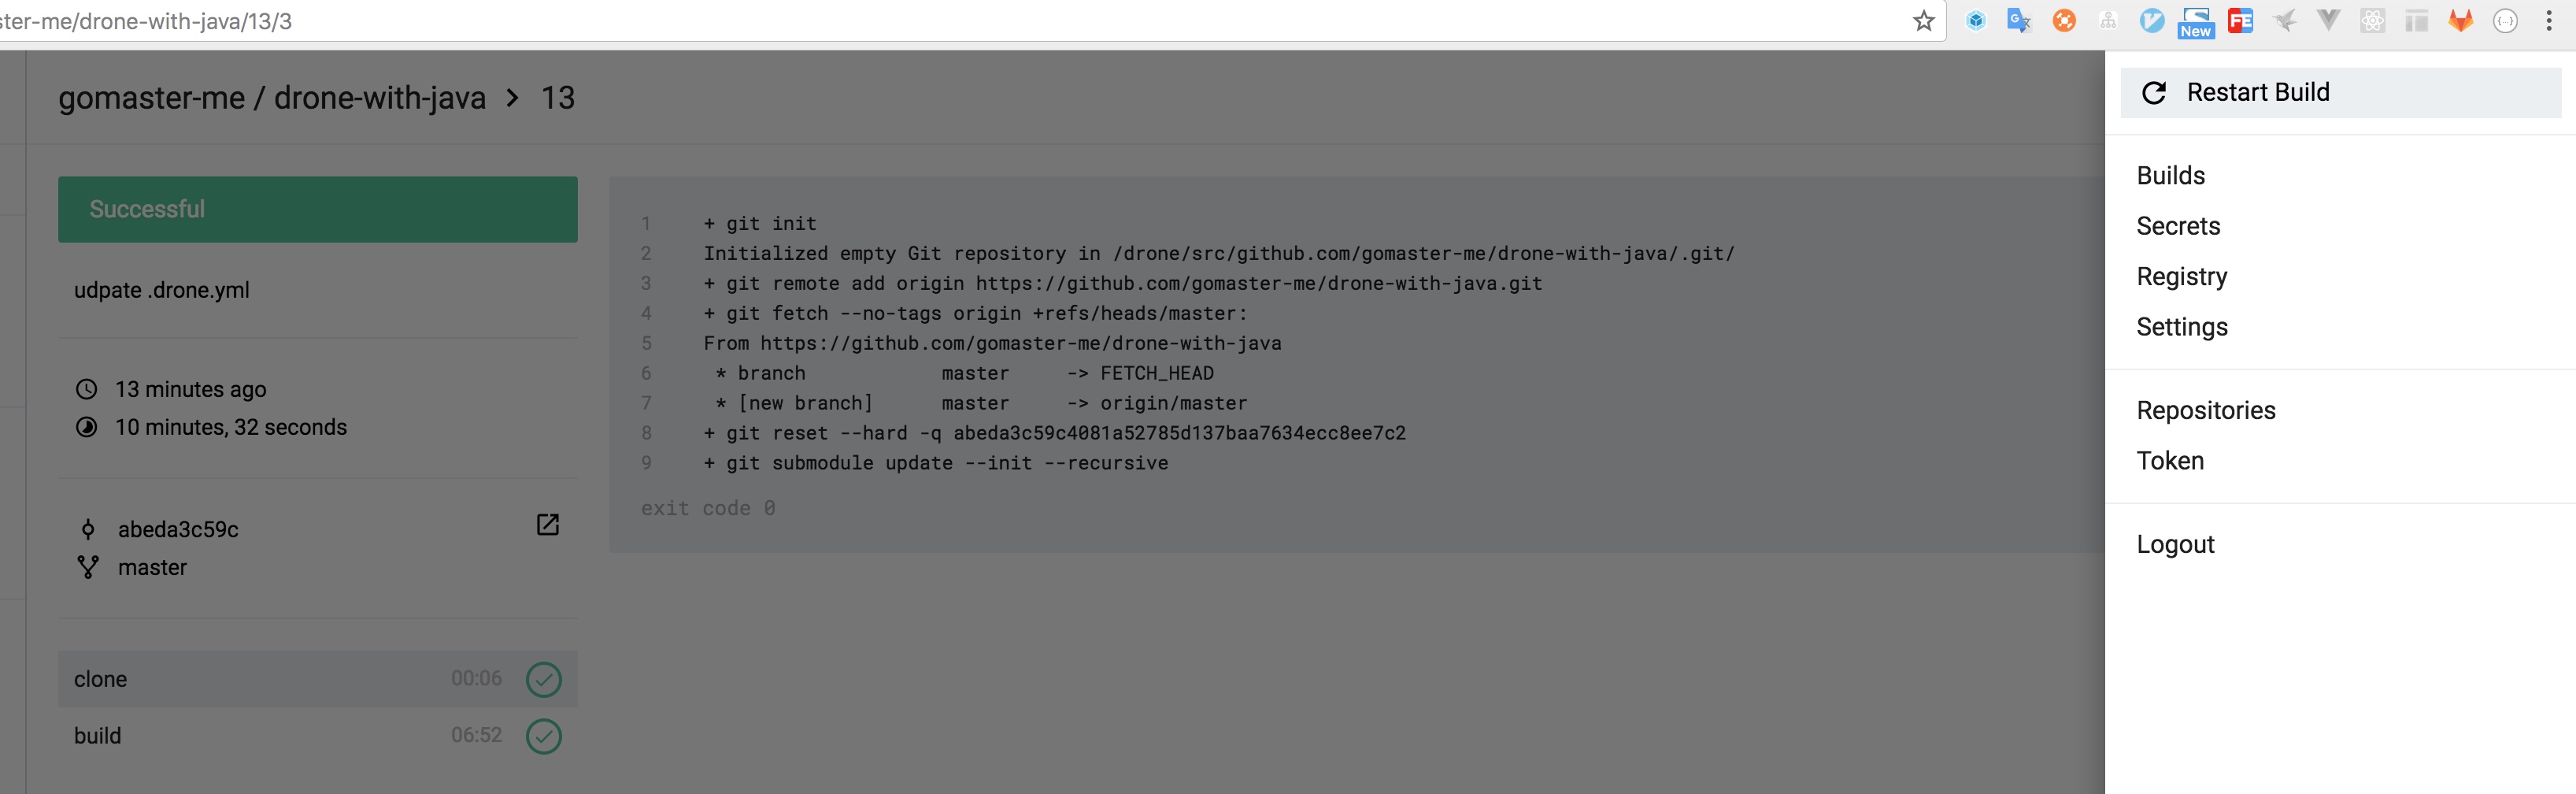 ter-me/drone-with-java/13/3
New
FE
gomaster-me / drone-with-java > 13
Successful
udpate .drone.yml
13 minutes ago
10 minutes, 32 seconds
abeda3c59c
master
clone 00:06
build 06:52
1 + git init
2 Initialized empty Git repository in /drone/src/github.com/gomaster-me/drone-with-java/.git/
3 + git remote add origin https://github.com/gomaster-me/drone-with-java.git
4 + git fetch --no-tags origin +refs/heads/master:
5 From https://github.com/gomaster-me/drone-with-java
6 * branch master -> FETCH_HEAD
7 * [new branch] master -> origin/master
8 + git reset --hard -q abeda3c59c4081a52785d137baa7634ecc8ee7c2
9 + git submodule update --init --recursive
exit code 0
Restart Build
Builds
Secrets
Registry
Settings
Repositories
Token
Logout